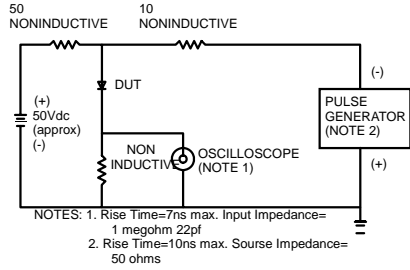 50
NONINDUCTIVE
10
NONINDUCTIVE
DUT
(+)
50Vdc
(approx)
(-)
NON
INDUCTIVE
OSCILLOSCOPE
(NOTE 1)
(-)
PULSE
GENERATOR
(NOTE 2)
(+)
NOTES: 1. Rise Time=7ns max. Input Impedance=
1 megohm 22pf
2. Rise Time=10ns max. Sourse Impedance=
50 ohms